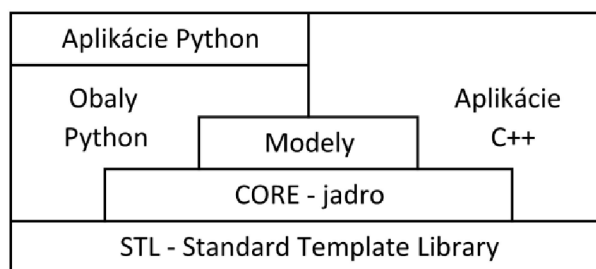 Aplikácie Python
Obaly
Python
Aplikácie
C++
Modely
CORE - jadro
STL - Standard Template Library